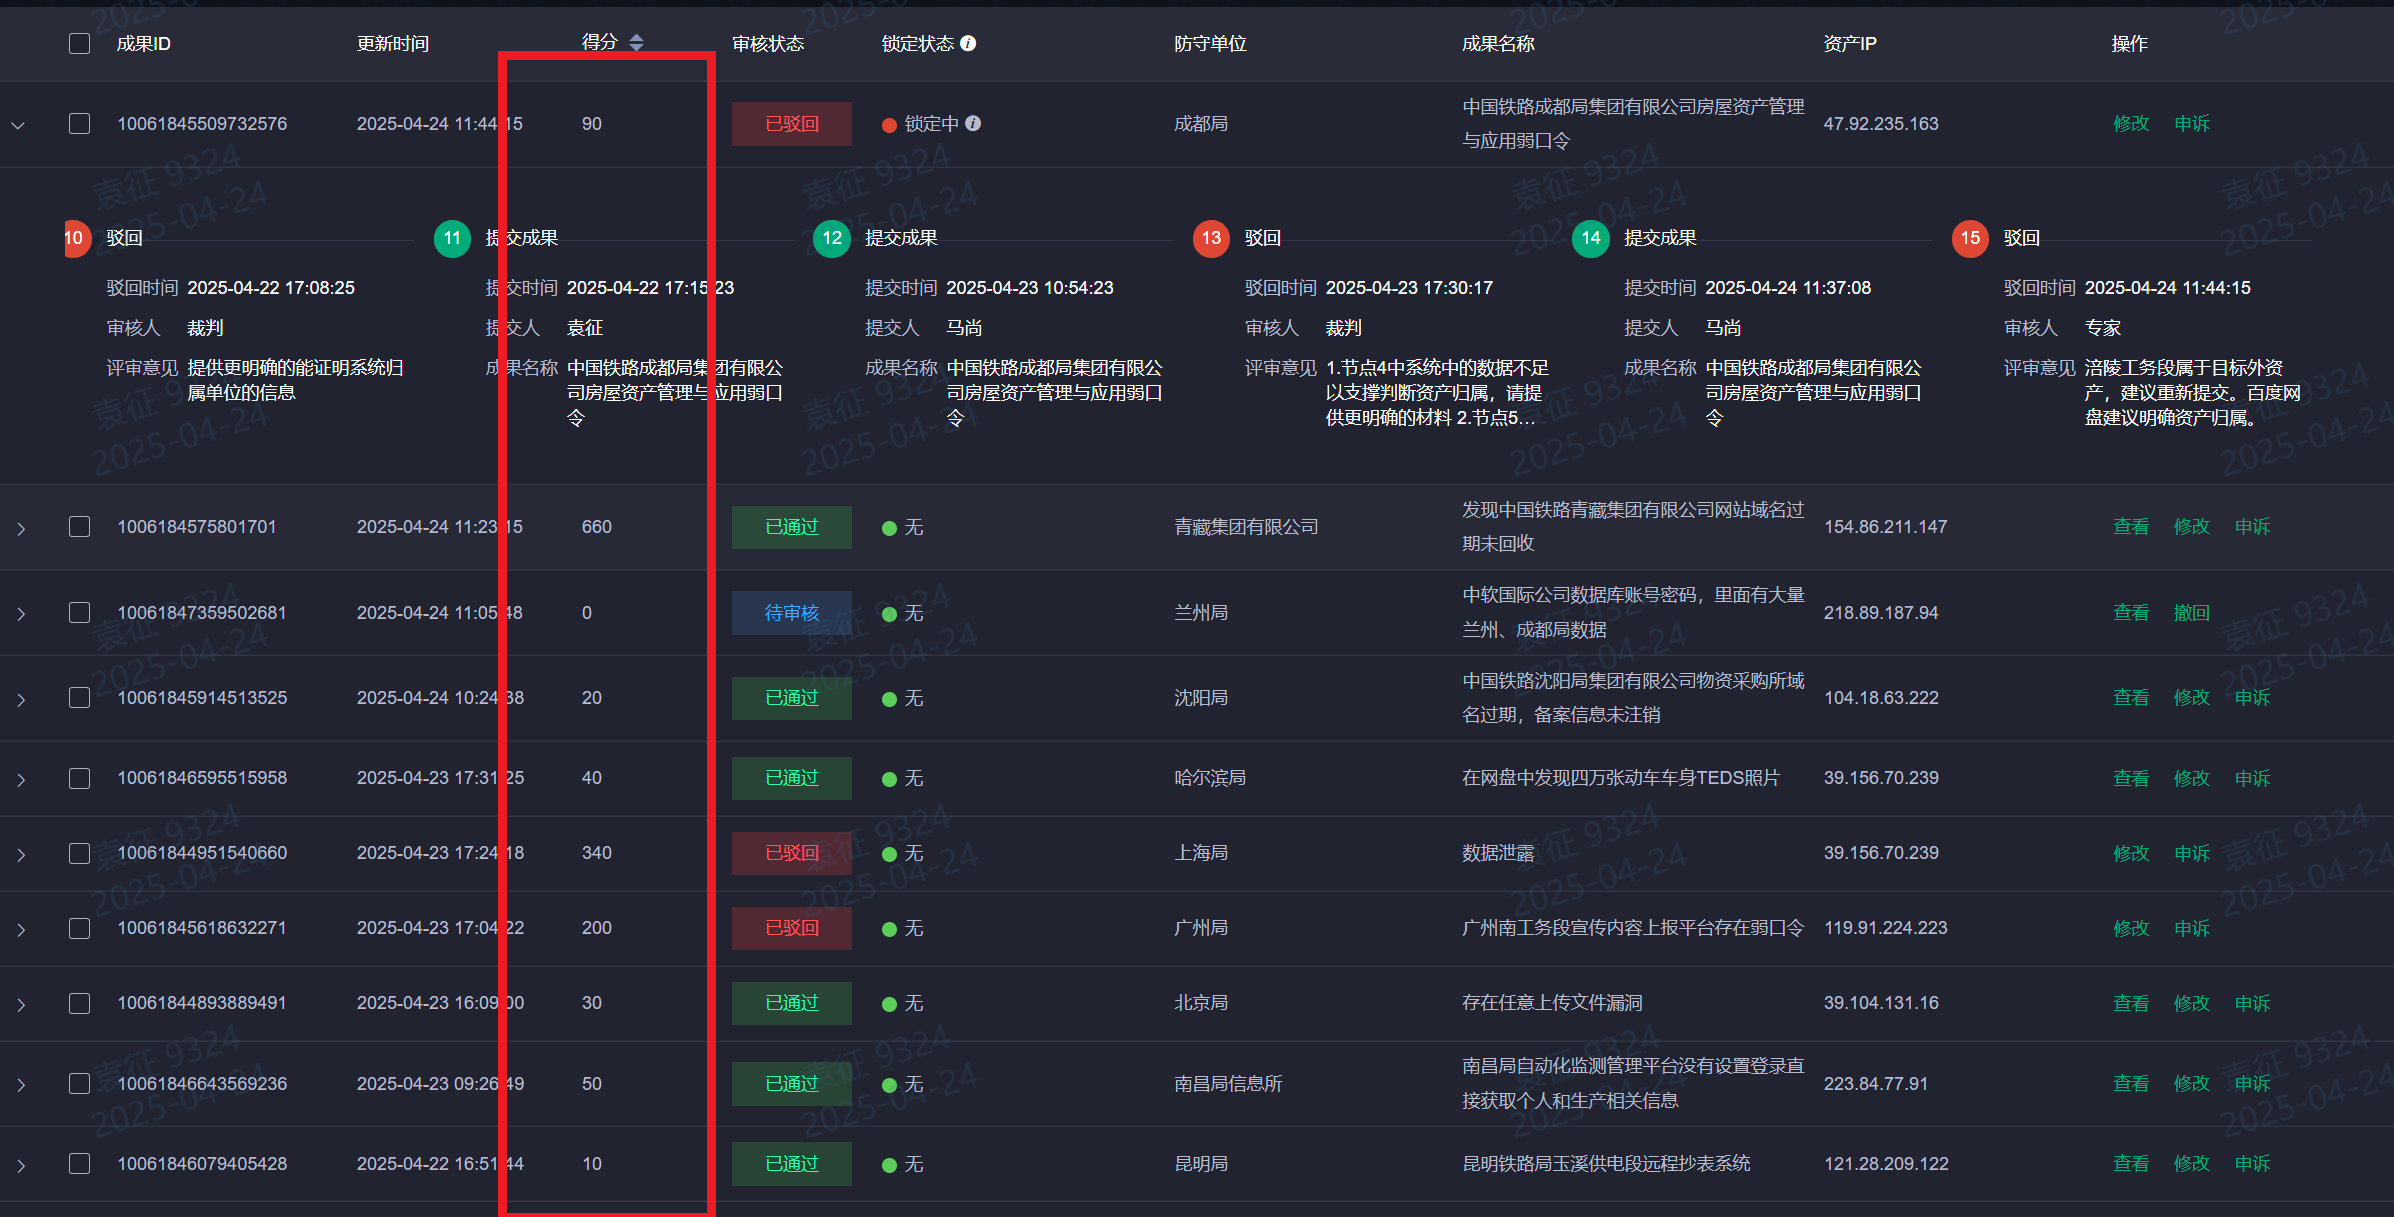 成果ID 更新时间 得分 审核状态 锁定状态 防守单位 成果名称 资产IP 操作
10061845509732576 2025-04-24 11:44:15 90 已驳回 锁定中 成都局 中国铁路成都局集团有限公司房屋资产管理 47.92.235.163 修改 申诉
与应用弱口令
10 驳回 11 提交成果 12 提交成果 13 驳回 14 提交成果 15 驳回
驳回时间 2025-04-22 17:08:25 提交时间 2025-04-22 17:15:23 提交时间 2025-04-23 10:54:23 驳回时间 2025-04-23 17:30:17 提交时间 2025-04-24 11:37:08 驳回时间 2025-04-24 11:44:15
审核人 裁判 提交人 袁征 提交人 马尚 审核人 裁判 提交人 马尚 审核人 专家
评审意见 提供更明确的能证明系统归 成果名称 中国铁路成都局集团有限公 成果名称 中国铁路成都局集团有限公 评审意见 1.节点4中系统中的数据不足 成果名称 中国铁路成都局集团有限公 评审意见 涪陵工务段属于目标外资
属单位的信息 司房屋资产管理与应用弱口 司房屋资产管理与应用弱口 以支撑判断资产归属，请提 司房屋资产管理与应用弱口 产，建议重新提交。百度网
令 令 供更明确的材料 2.节点5... 令 盘建议明确资产归属。
1006184575801701 2025-04-24 11:23:15 660 已通过 无 青藏集团有限公司 发现中国铁路青藏集团有限公司网站域名过 154.86.211.147 查看 修改 申诉
期未回收
10061847359502681 2025-04-24 11:05:48 0 待审核 无 兰州局 中软国际公司数据库账号密码，里面有大量 218.89.187.94 查看 撤回
兰州、成都局数据
10061845914513525 2025-04-24 10:24:38 20 已通过 无 沈阳局 中国铁路沈阳局集团有限公司物资采购所域 104.18.63.222 查看 修改 申诉
名过期，备案信息未注销
10061846595515958 2025-04-23 17:31:25 40 已通过 无 哈尔滨局 在网盘中发现四万张动车车身TEDS照片 39.156.70.239 查看 修改 申诉
10061844951540660 2025-04-23 17:24:18 340 已驳回 无 上海局 数据泄露 39.156.70.239 修改 申诉
10061845618632271 2025-04-23 17:04:22 200 已驳回 无 广州局 广州南工务段宣传内容上报平台存在弱口令 119.91.224.223 修改 申诉
10061844893889491 2025-04-23 16:09:00 30 已通过 无 北京局 存在任意上传文件漏洞 39.104.131.16 查看 修改 申诉
10061846643569236 2025-04-23 09:26:49 50 已通过 无 南昌局信息所 南昌局自动化监测管理平台没有设置登录直 223.84.77.91 查看 修改 申诉
接获取个人和生产相关信息
10061846079405428 2025-04-22 16:51:44 10 已通过 无 昆明局 昆明铁路局玉溪供电段远程抄表系统 121.28.209.122 查看 修改 申诉
袁征 9324
2025-04-24